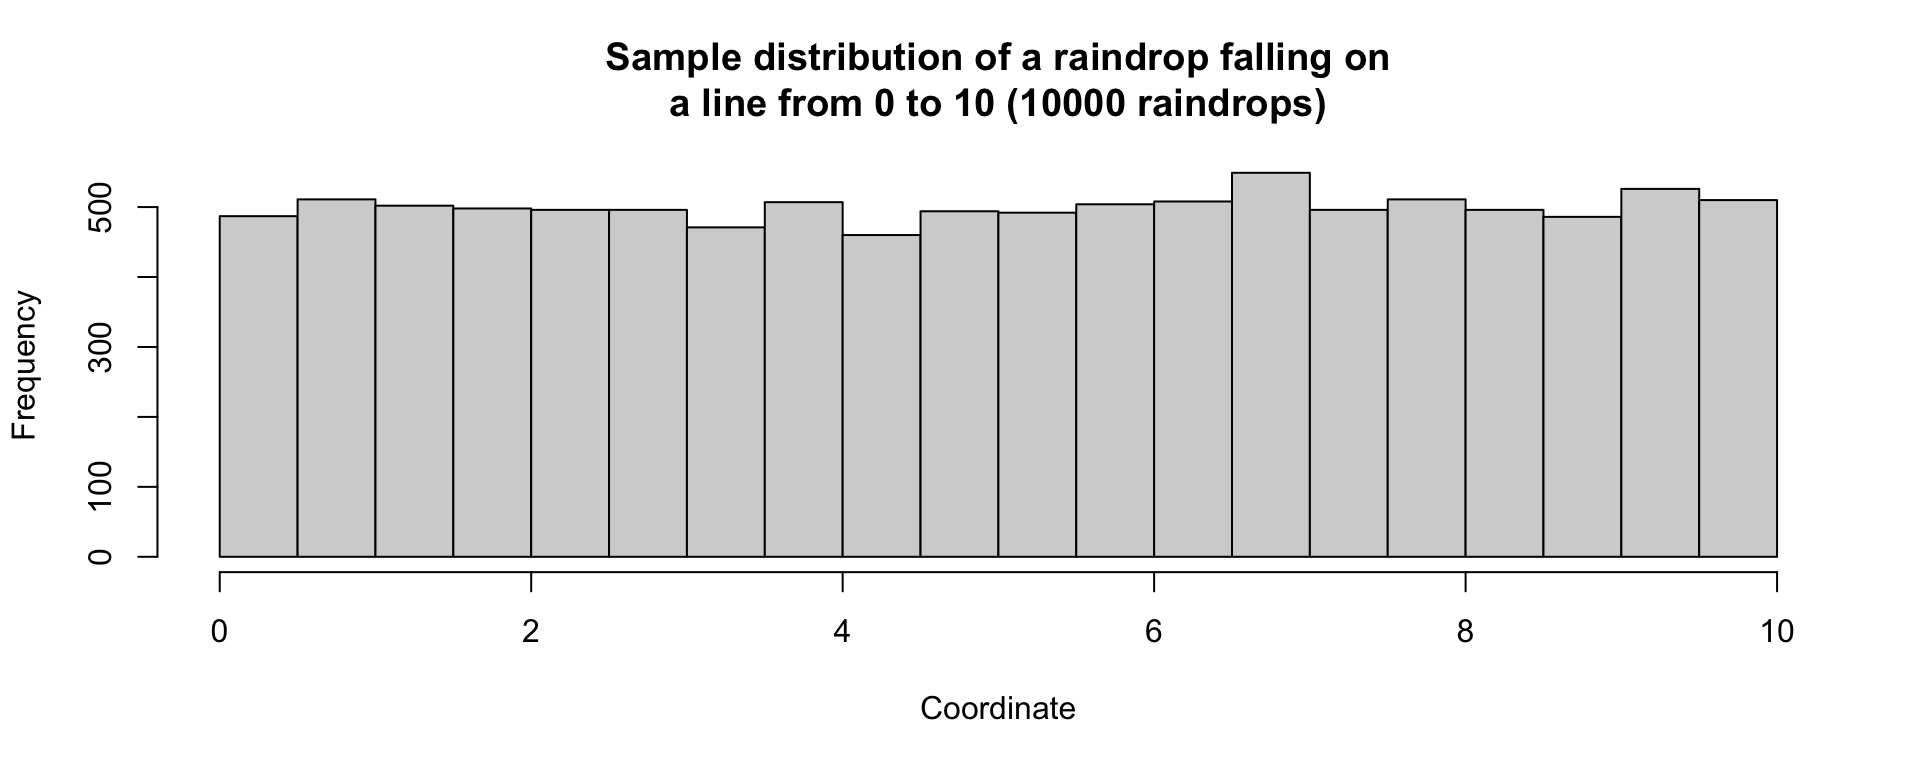 Sample distribution of a raindrop falling on
a line from 0 to 10 (10000 raindrops)
Frequency
500
300
100
0
0 2 4 6 8 10
Coordinate